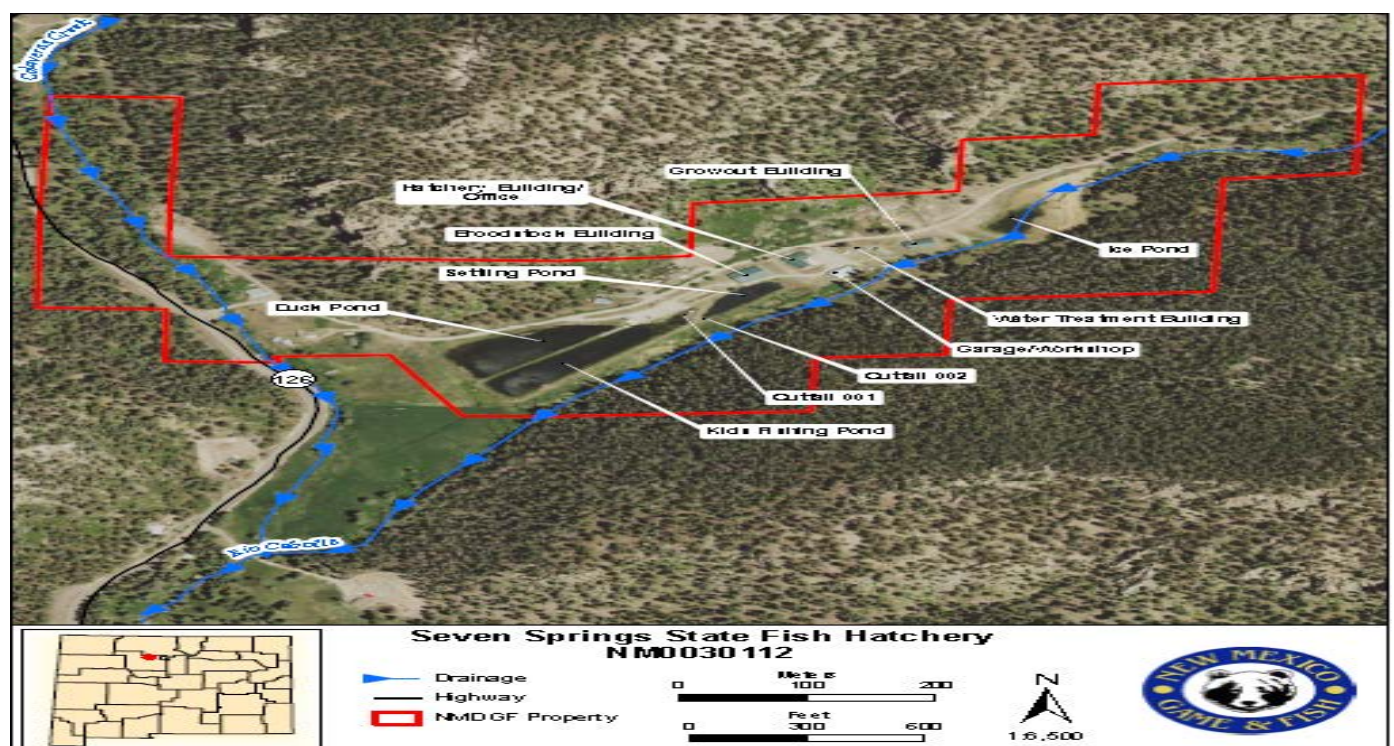 Calaveras Creek
Growout Building
Hatchery Building/
Office
Broodstock Building
Settling Pond
Duck Pond
Ice Pond
Water Treatment Building
Garage/Workshop
Outfall 002
Outfall 001
Kids Fishing Pond
126
Rio Cebolla
Seven Springs State Fish Hatchery
NM0030112
Drainage
Highway
NMDGF Property
Meters
0 100 200
Feet
0 300 600
N
1:6,500
NEW MEXICO
GAME & FISH